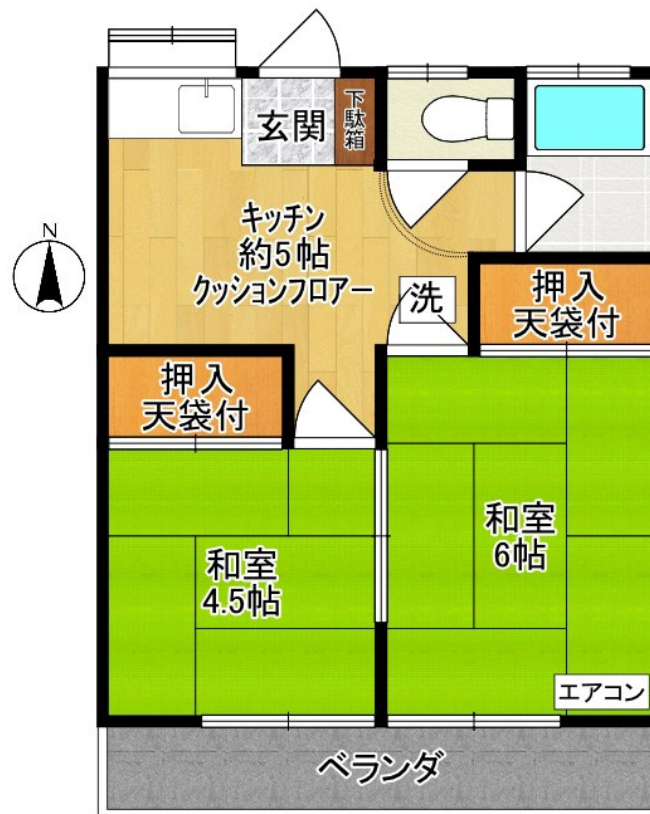 玄関
下駄箱
N
キッチン
約5帖
クッションフロアー
洗
押入
天袋付
押入
天袋付
和室
6帖
和室
4.5帖
エアコン
ベランダ